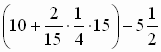 (10 + 2/15 · 1/4 · 15) − 5 1/2